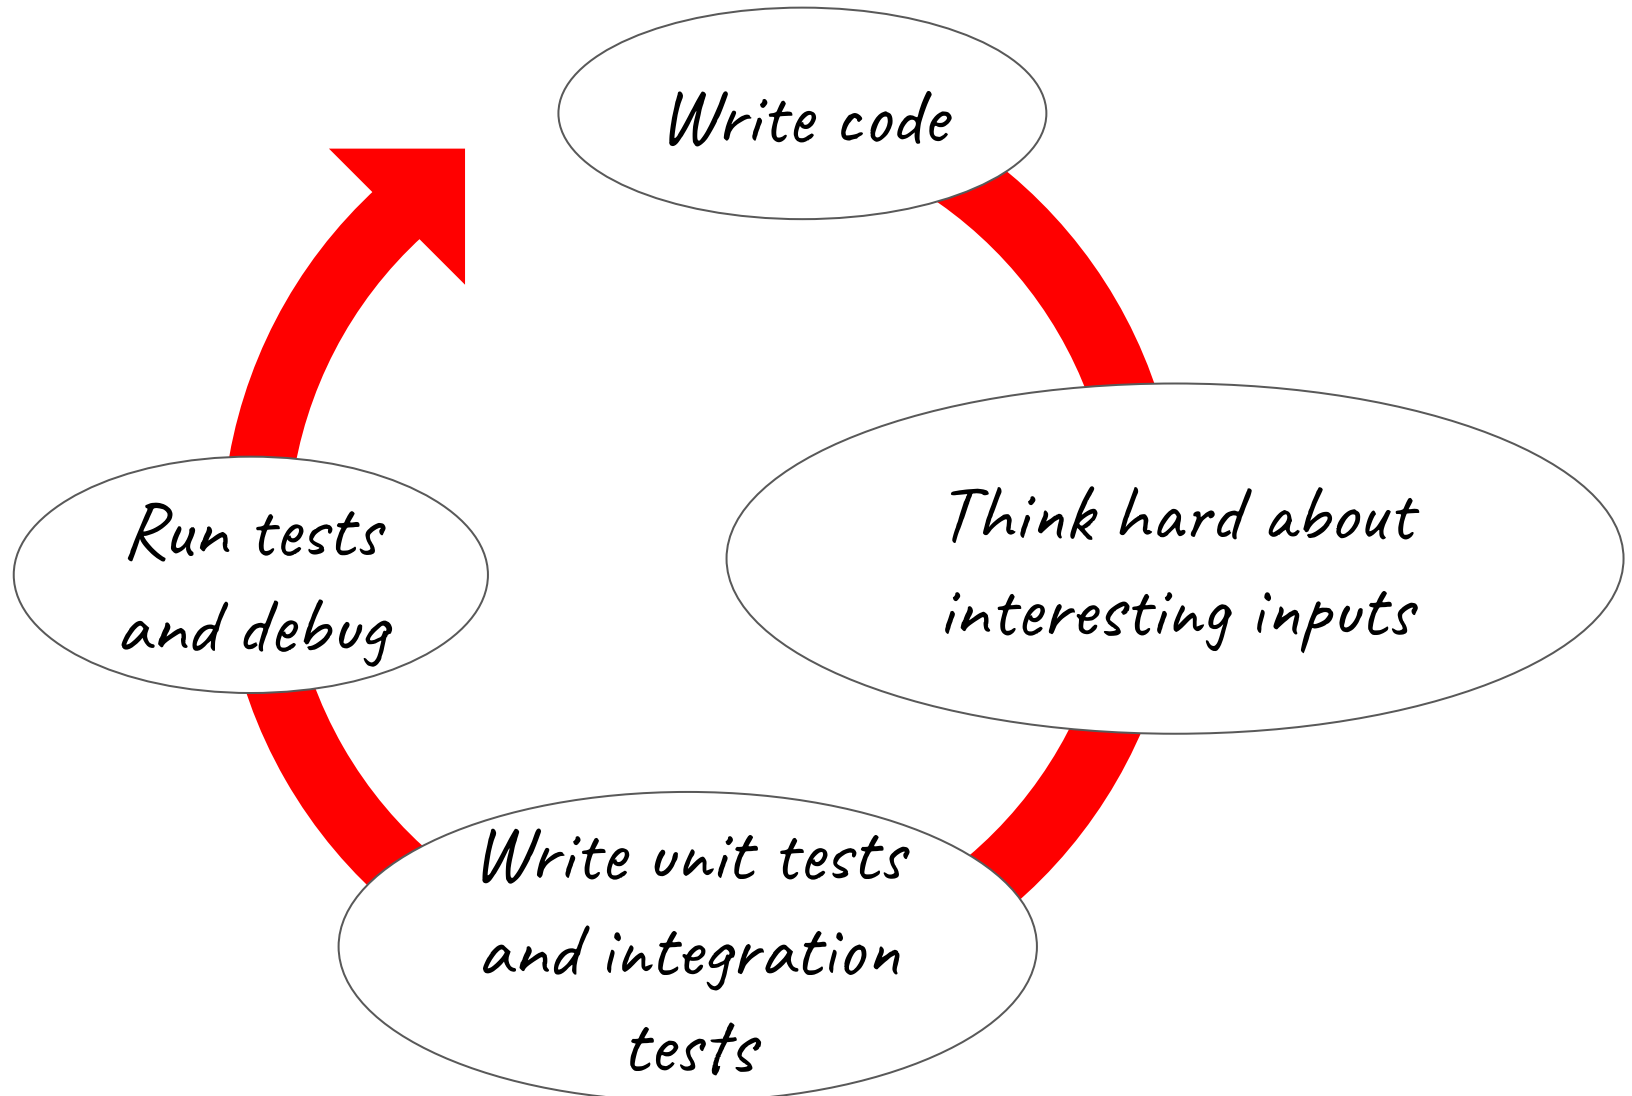 Write code
Think hard about
interesting inputs
Write unit tests
and integration
tests
Run tests
and debug